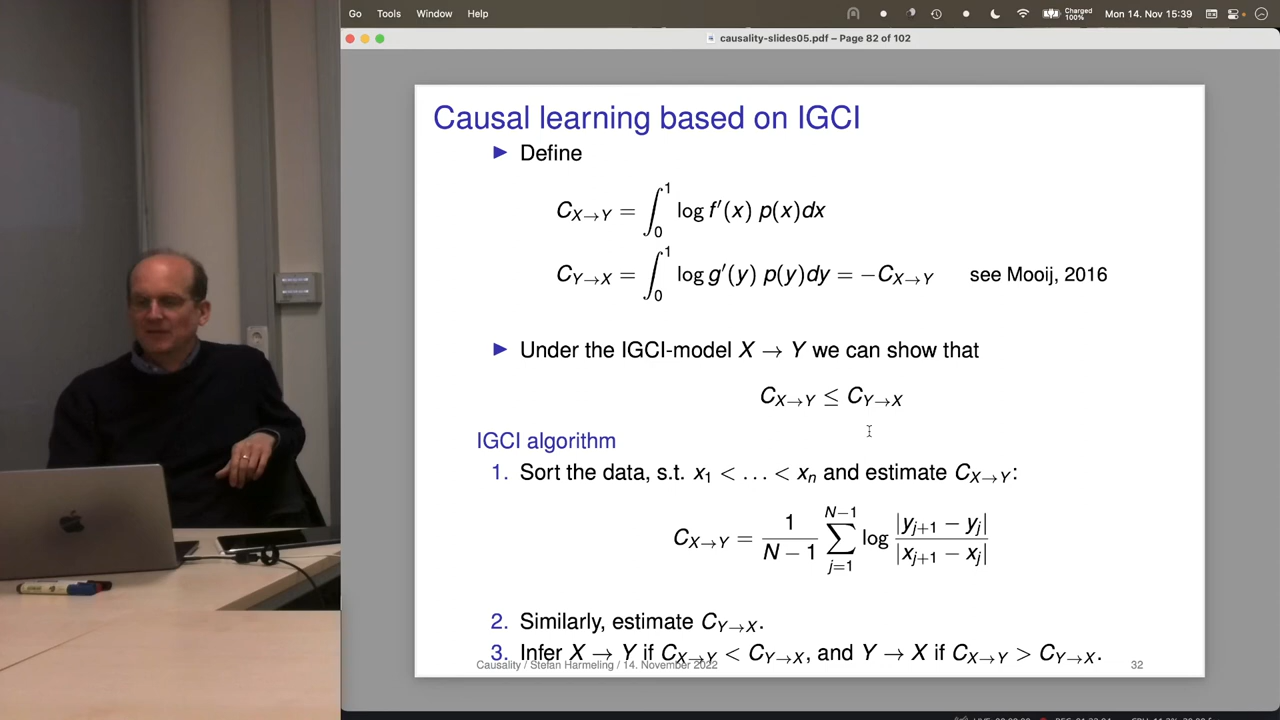 Go Tools Window Help
Charged 100%
Mon 14. Nov 15:39
causality-slides05.pdf – Page 82 of 102
Causal learning based on IGCI
▶ Define
C_{X→Y} = ∫_0^1 log f′(x) p(x)dx
C_{Y→X} = ∫_0^1 log g′(y) p(y)dy = −C_{X→Y} see Mooij, 2016
▶ Under the IGCI-model X → Y we can show that
C_{X→Y} ≤ C_{Y→X}
IGCI algorithm
1. Sort the data, s.t. x_1 < … < x_n and estimate C_{X→Y}:
C_{X→Y} = \frac{1}{N − 1} ∑_{j=1}^{N−1} log \frac{|y_{j+1} − y_j|}{|x_{j+1} − x_j|}
2. Similarly, estimate C_{Y→X}.
3. Infer X → Y if C_{X→Y} < C_{Y→X}, and Y → X if C_{X→Y} > C_{Y→X}.
Causality / Stefan Harmeling / 14. November 2022 32